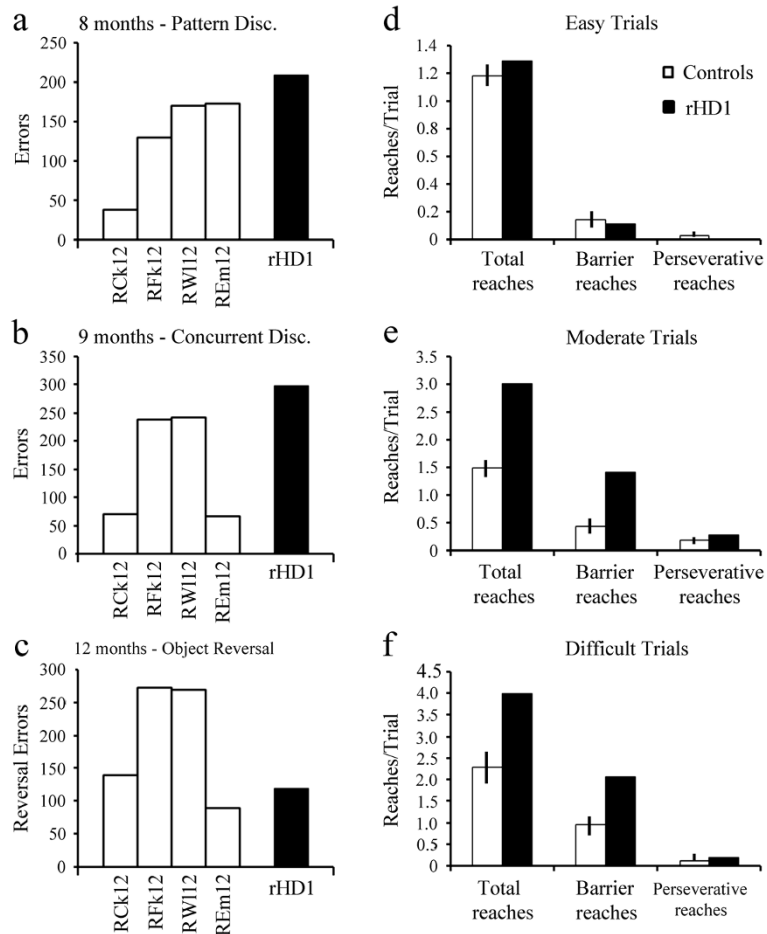 a
8 months - Pattern Disc.
250
200
150
100
50
0
Errors
RCk12
RFk12
RWl12
REm12
rHD1
b
9 months - Concurrent Disc.
350
300
250
200
150
100
50
0
Errors
RCk12
RFk12
RWl12
REm12
rHD1
c
12 months - Object Reversal
300
250
200
150
100
50
0
Reversal Errors
RCk12
RFk12
RWl12
REm12
rHD1
d
Easy Trials
Controls
rHD1
1.4
1.2
0.8
0.4
0.2
0
Reaches/Trial
Total
reaches
Barrier
reaches
Perseverative
reaches
e
Moderate Trials
3.5
3.0
2.5
2.0
1.5
1.0
0.5
0
Reaches/Trial
Total
reaches
Barrier
reaches
Perseverative
reaches
f
Difficult Trials
4.5
4.0
3.5
3.0
2.5
2.0
1.5
1.0
0.5
0
Reaches/Trial
Total
reaches
Barrier
reaches
Perseverative
reaches